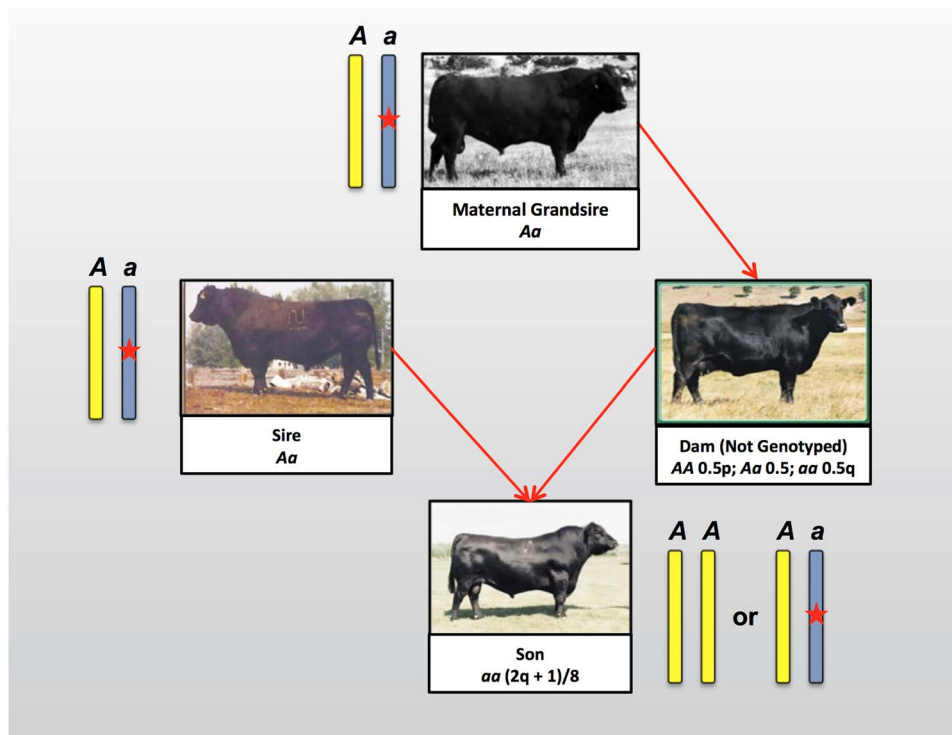 A a
Maternal Grandsire
Aa
A a
Sire
Aa
Dam (Not Genotyped)
AA 0.5p; Aa 0.5; aa 0.5q
A A
A a
or
Son
aa (2q + 1)/8